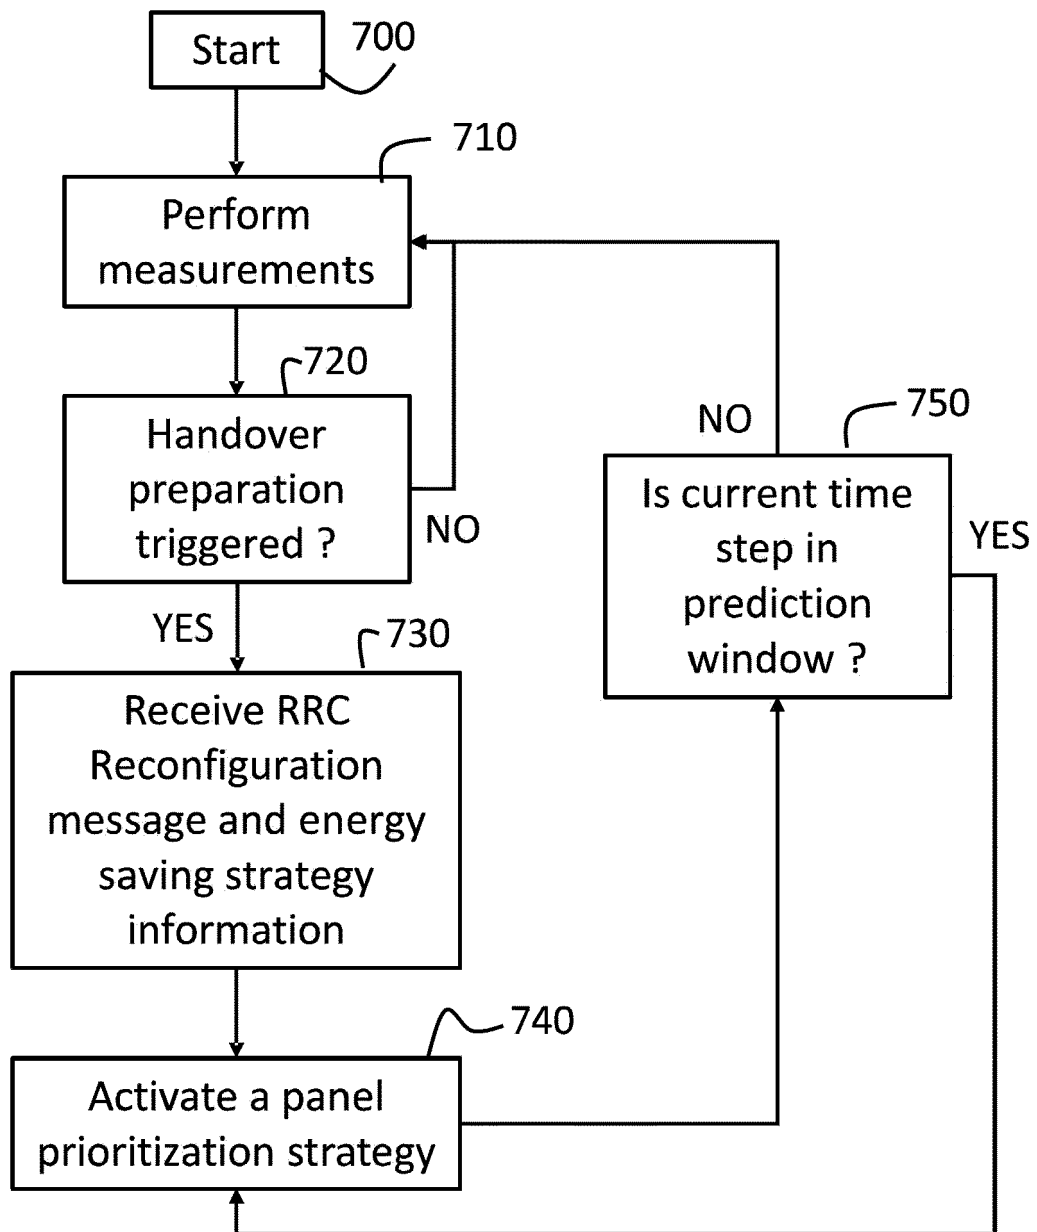 Start
700
710
Perform
measurements
720
Handover
preparation
triggered ?
NO
YES
730
Receive RRC
Reconfiguration
message and energy
saving strategy
information
740
Activate a panel
prioritization strategy
NO
750
Is current time
step in
prediction
window ?
YES